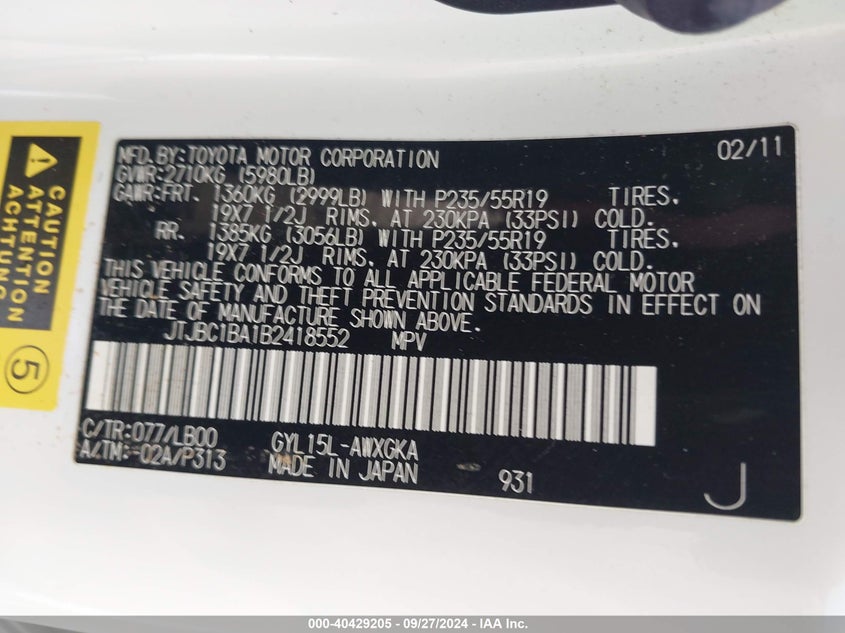 CAUTION
ATTENTION
ACHTUNG
5
MFD.BY:TOYOTA MOTOR CORPORATION 02/11
GVWR:2710KG (5980LB)
GAWR:FRT. 1360KG (2999LB) WITH P235/55R19 TIRES.
19X7 1/2J RIMS. AT 230KPA (33PSI) COLD.
RR. 1385KG (3056LB) WITH P235/55R19 TIRES.
19X7 1/2J RIMS. AT 230KPA (33PSI) COLD.
THIS VEHICLE CONFORMS TO ALL APPLICABLE FEDERAL MOTOR
VEHICLE SAFETY AND THEFT PREVENTION STANDARDS IN EFFECT ON
THE DATE OF MANUFACTURE SHOWN ABOVE.
JTJBC1BA1B2418552 MPV
C/TR:077/LB00 GYL15L-AWXGKA
A/TM:-02A/P313 MADE IN JAPAN 931
J
000-40429205 - 09/27/2024 - IAA Inc.